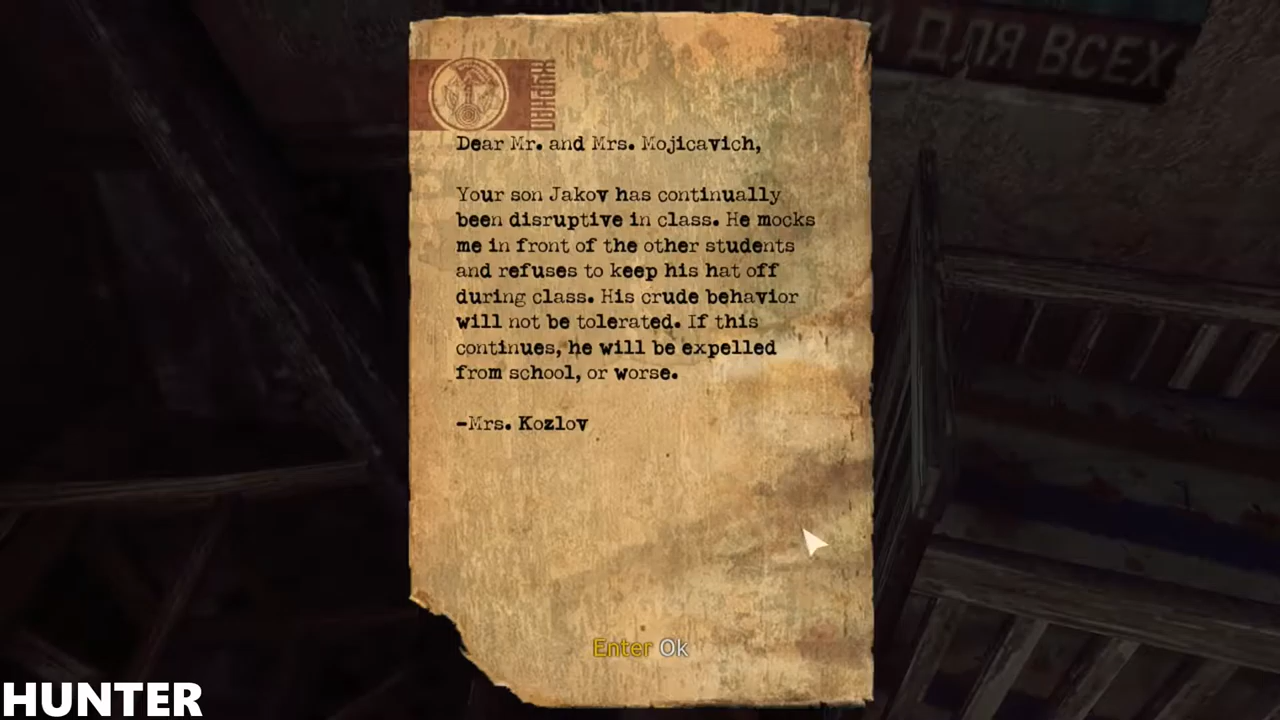 ДЛЯ ВСЕХ
Dear Mr. and Mrs. Mojicavich,
Your son Jakov has continually
been disruptive in class. He mocks
me in front of the other students
and refuses to keep his hat off
during class. His crude behavior
will not be tolerated. If this
continues, he will be expelled
from school, or worse.
-Mrs. Kozlov
Enter Ok
HUNTER